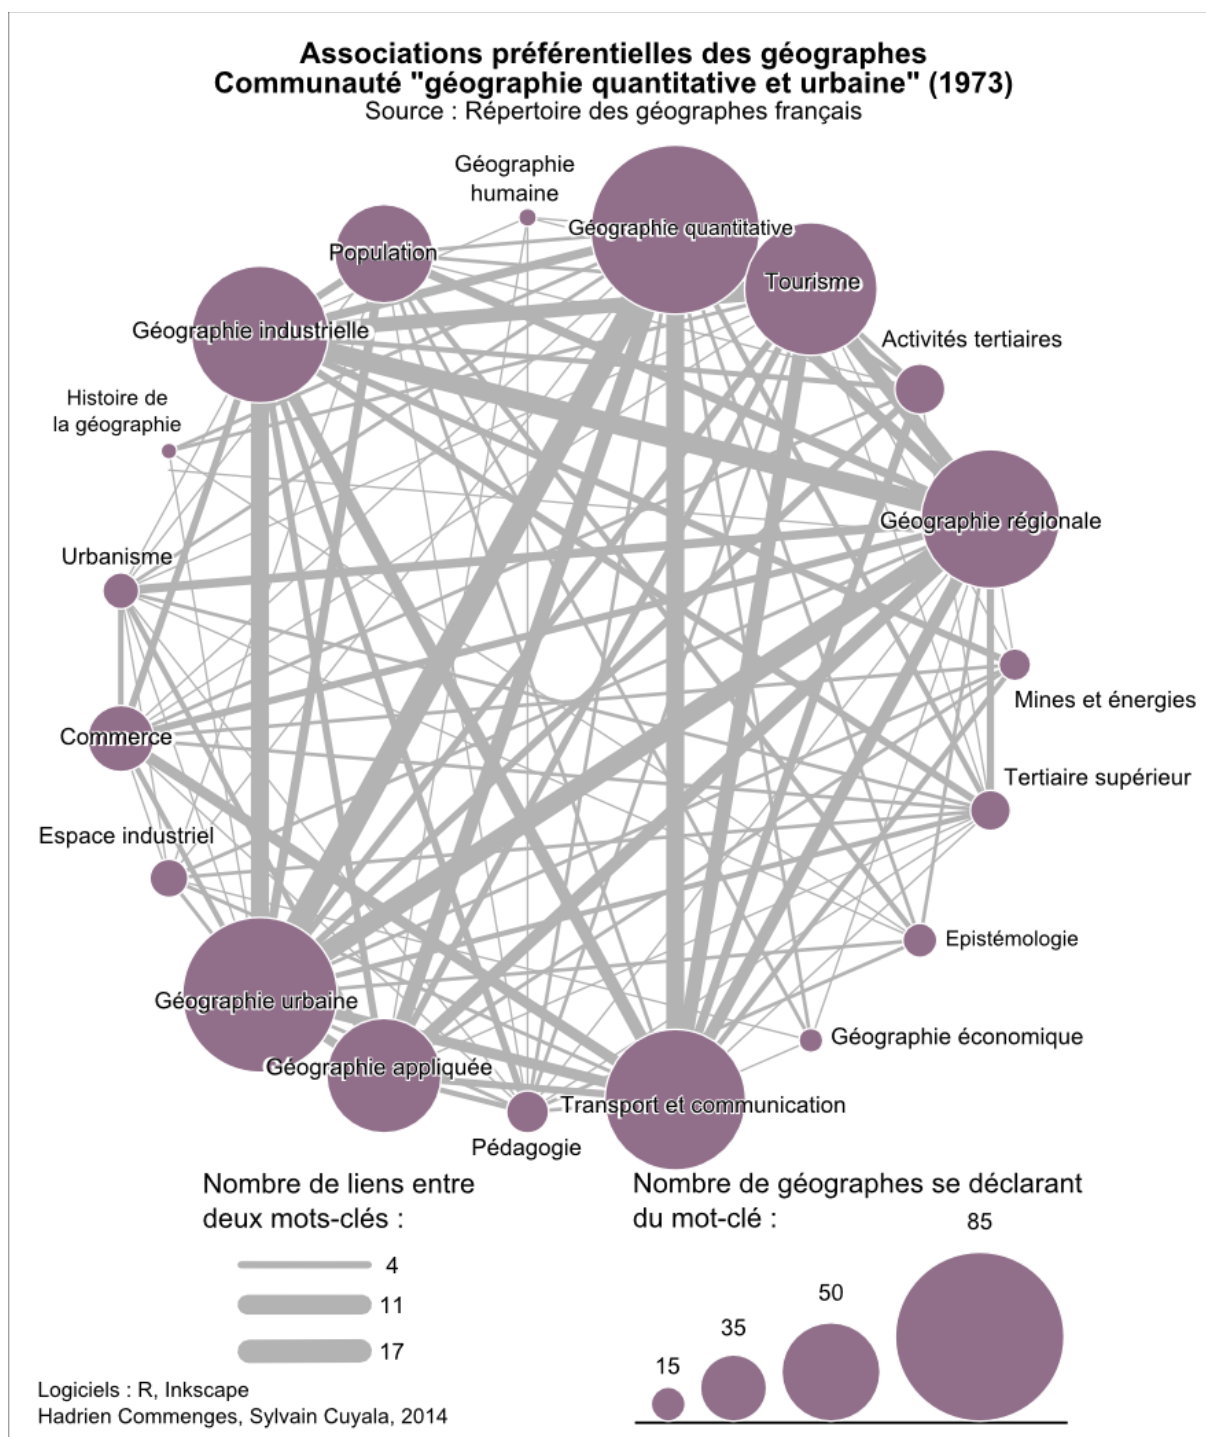 Associations préférentielles des géographes
Communauté "géographie quantitative et urbaine" (1973)
Source : Répertoire des géographes français
Géographie
humaine
Géographie quantitative
Population
Tourisme
Géographie industrielle
Activités tertiaires
Histoire de
la géographie
Géographie régionale
Urbanisme
Mines et énergies
Commerce
Tertiaire supérieur
Espace industriel
Epistémologie
Géographie urbaine
Géographie économique
Géographie appliquée
Transport et communication
Pédagogie
Nombre de liens entre
deux mots-clés :
4
11
17
Nombre de géographes se déclarant
du mot-clé :
85
50
35
15
Logiciels : R, Inkscape
Hadrien Commenges, Sylvain Cuyala, 2014